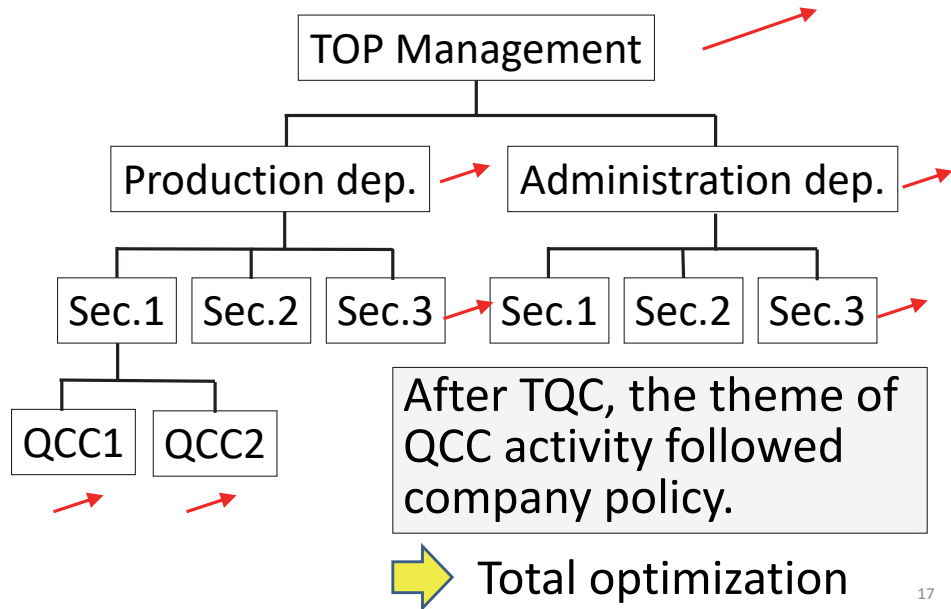 TOP Management
Production dep.
Administration dep.
Sec.1
Sec.2
Sec.3
Sec.1
Sec.2
Sec.3
QCC1
QCC2
After TQC, the theme of
QCC activity followed
company policy.
Total optimization
17